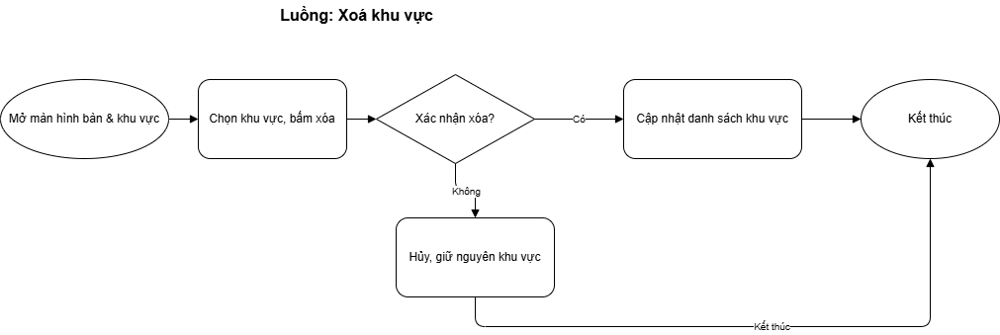 Luồng: Xoá khu vực
Mở màn hình bàn & khu vực
Chọn khu vực, bấm xóa
Xác nhận xóa?
Có
Cập nhật danh sách khu vực
Kết thúc
Không
Hủy, giữ nguyên khu vực
Kết thúc